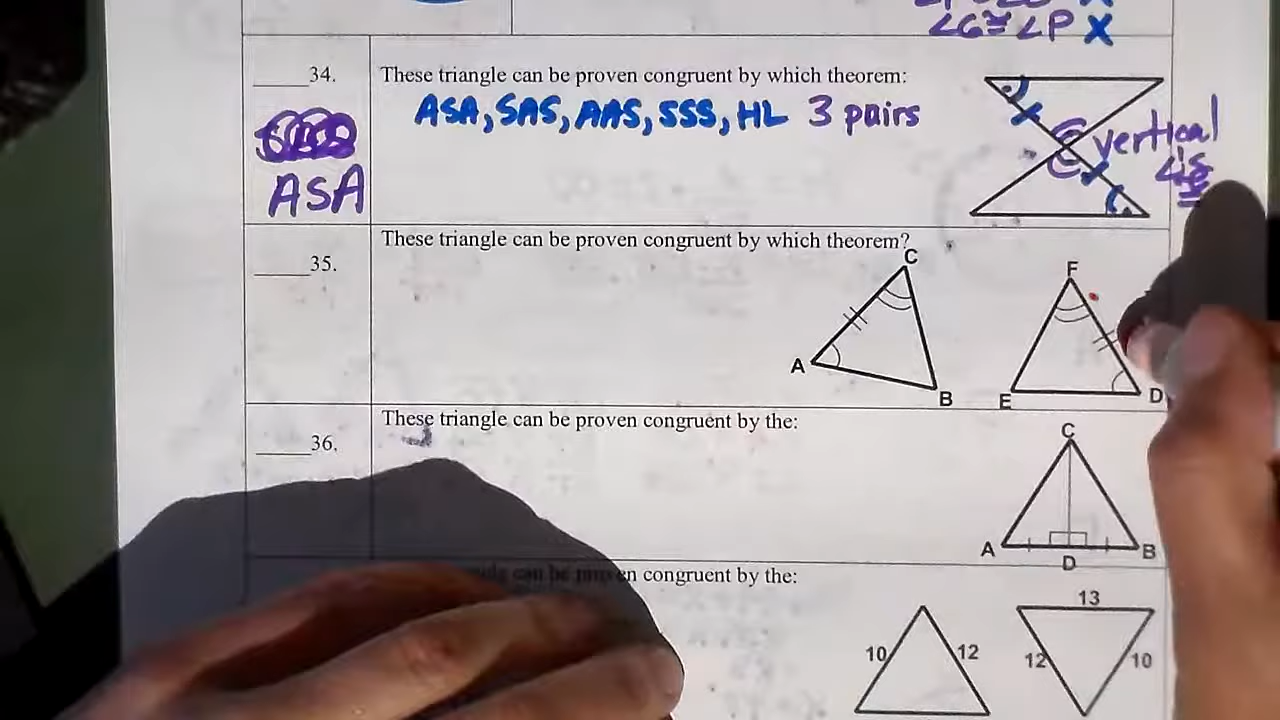 ∠G≅∠P X
34.
These triangle can be proven congruent by which theorem:
ASA, SAS, AAS, SSS, HL 3 pairs
vertical
∠'s
≅
ASA
35.
These triangle can be proven congruent by which theorem?
C
A
B
F
E
D
36.
These triangle can be proven congruent by the:
C
A
D
B
can be proven congruent by the:
10
12
13
12
10